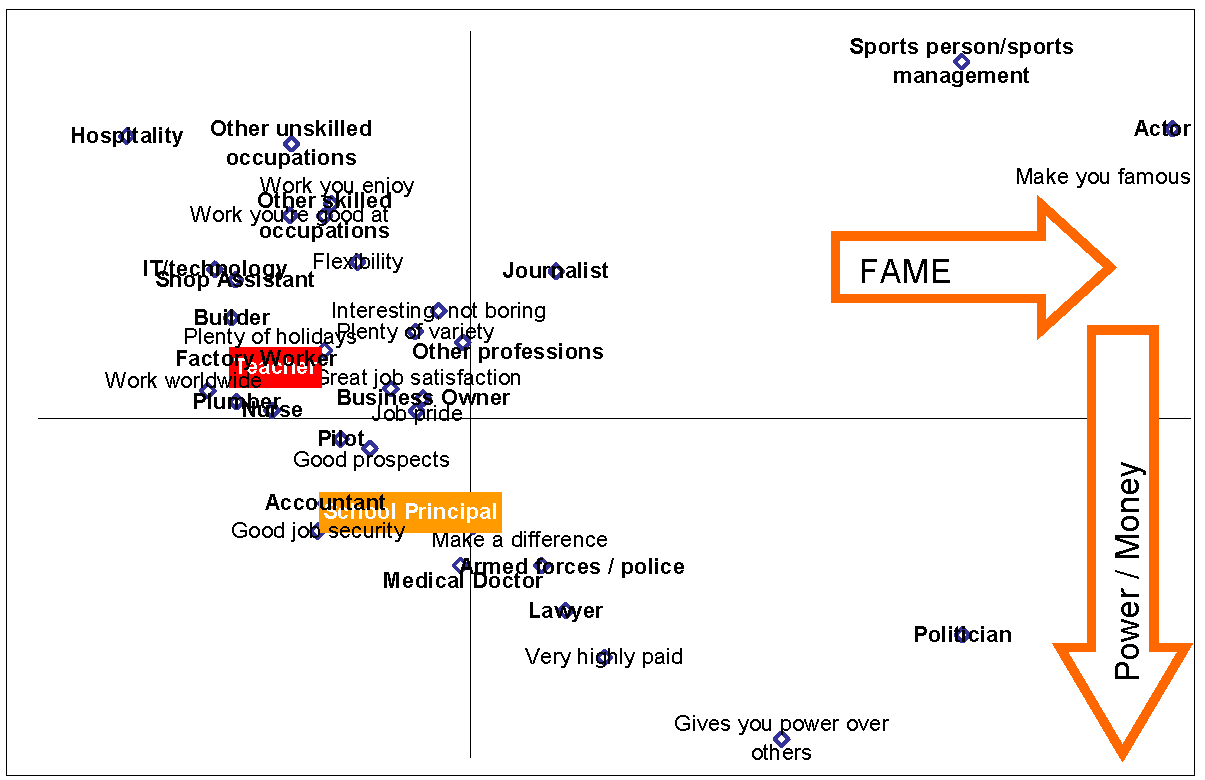 Sports person/sports
management
Hospitality
Other unskilled
occupations
Actor
Make you famous
Work you enjoy
Other skilled
occupations
Work you're good at
Flexibility
IT/technology
Shop Assistant
Journalist
FAME
Interesting not boring
Builder
Plenty of variety
Plenty of holidays
Other professions
Factory Worker
Teacher
Great job satisfaction
Work worldwide
Business Owner
Plumber
Nurse
Job pride
Pilot
Good prospects
Accountant
School Principal
Good job security
Make a difference
Armed forces / police
Medical Doctor
Lawyer
Politician
Very highly paid
Gives you power over
others
Power / Money